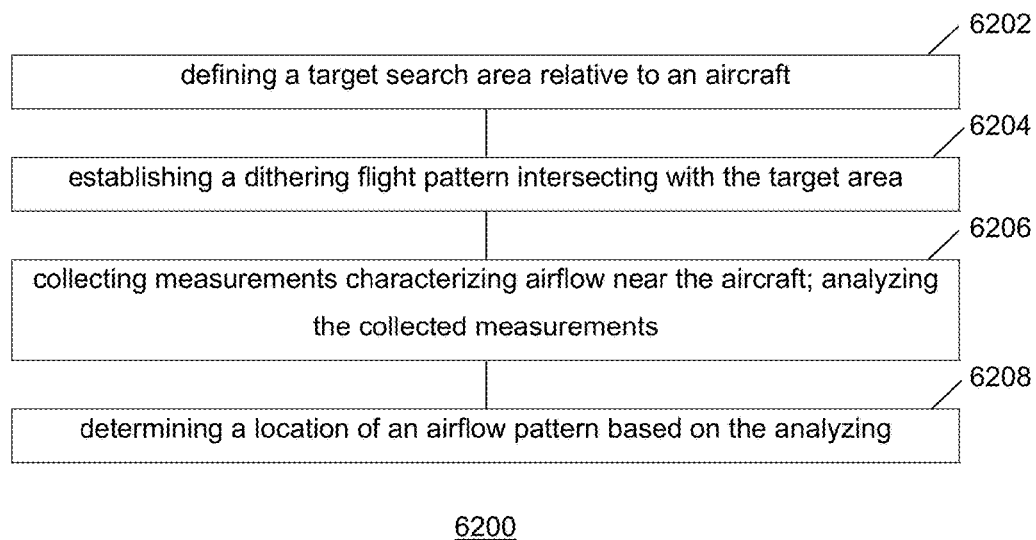 6202
defining a target search area relative to an aircraft
6204
establishing a dithering flight pattern intersecting with the target area
6206
collecting measurements characterizing airflow near the aircraft; analyzing
the collected measurements
6208
determining a location of an airflow pattern based on the analyzing
6200